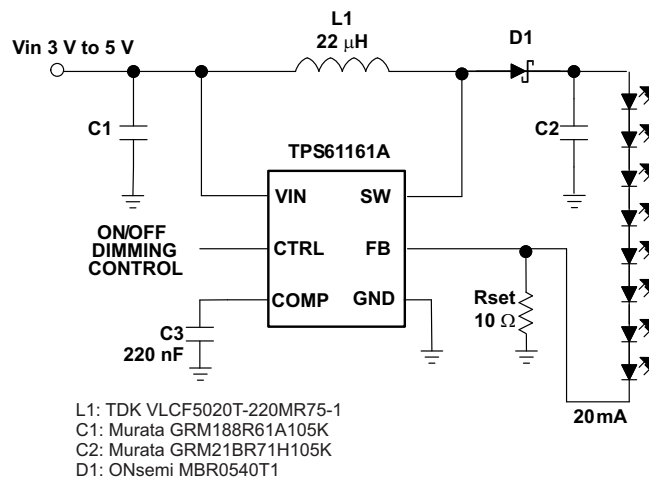 L1
22 μH
Vin 3 V to 5 V
D1
C1
C2
TPS61161A
VIN SW
ON/OFF
DIMMING
CONTROL
CTRL FB
COMP GND
Rset
10 Ω
C3
220 nF
20mA
L1: TDK VLCF5020T-220MR75-1
C1: Murata GRM188R61A105K
C2: Murata GRM21BR71H105K
D1: ONsemi MBR0540T1